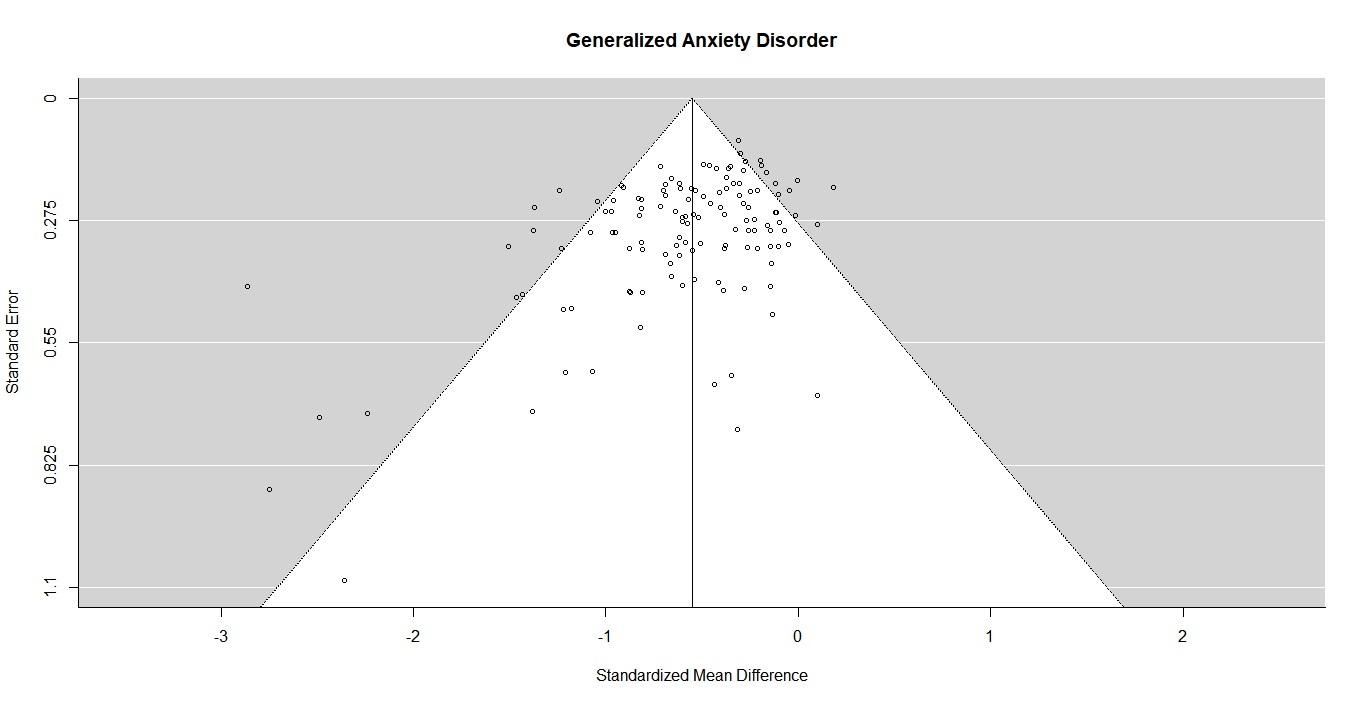 Generalized Anxiety Disorder
0
0.275
0.55
0.825
1.1
Standard Error
-3 -2 -1 0 1 2
Standardized Mean Difference